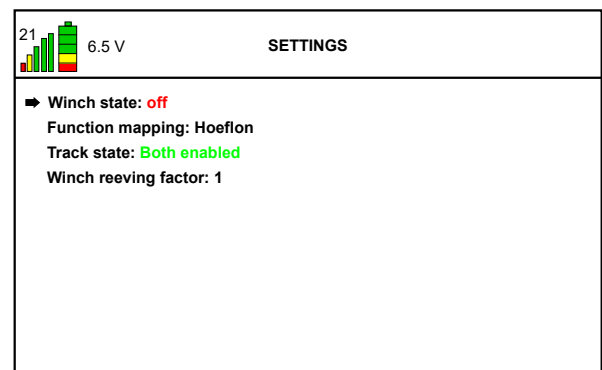 21
6.5 V
SETTINGS
Winch state: off
Function mapping: Hoeflon
Track state: Both enabled
Winch reeving factor: 1